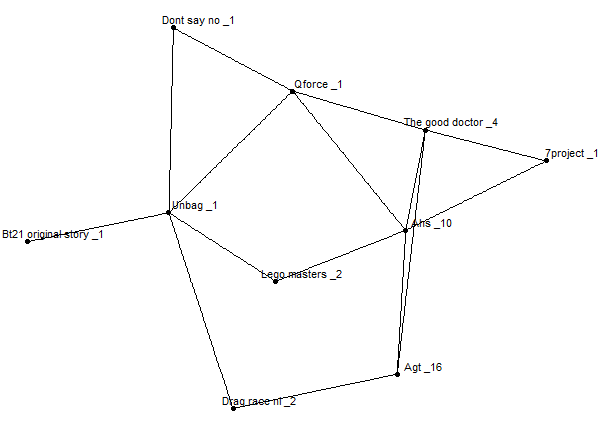 Dont say no _1
Qforce _1
The good doctor _4
7project _1
Unbag _1
Ahs _10
Bt21 original story _1
Lego masters _2
Agt _16
Drag race nl _2